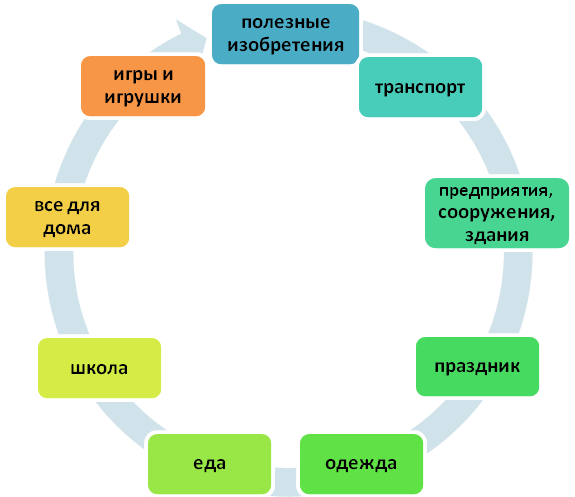 полезные
изобретения
транспорт
предприятия,
сооружения,
здания
праздник
одежда
еда
школа
все для
дома
игры и
игрушки